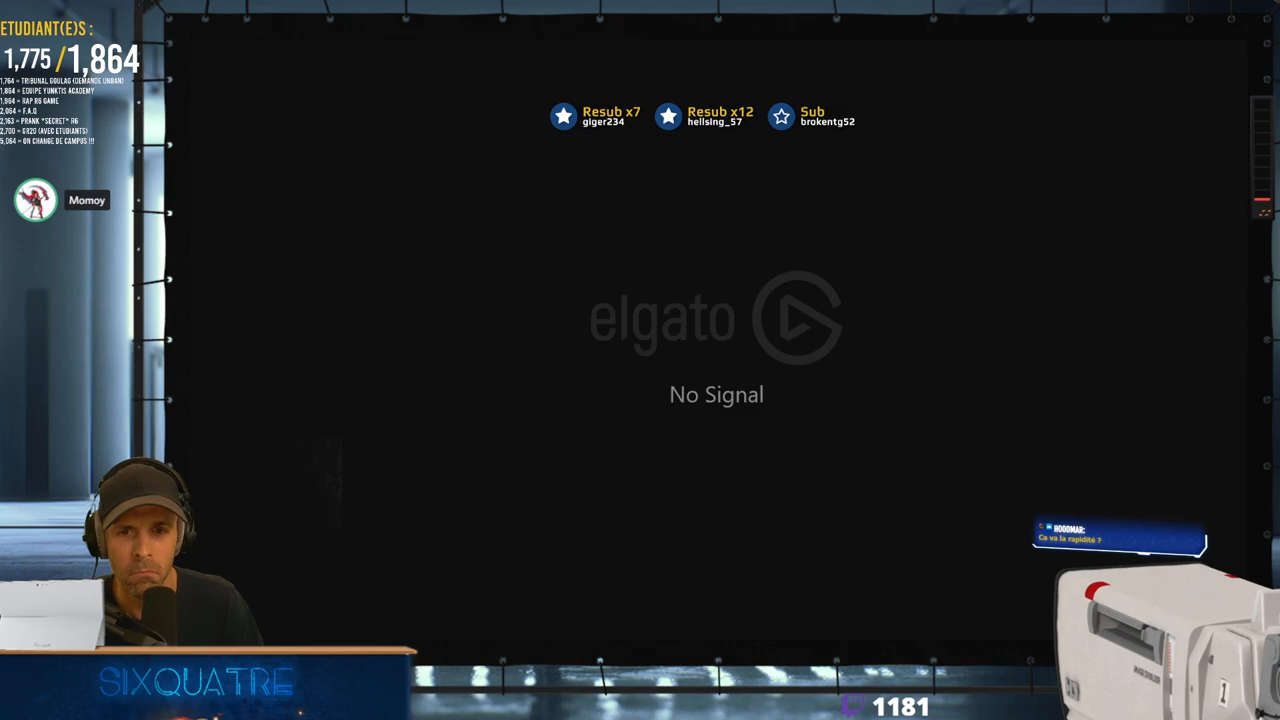 ETUDIANT(E)S :
1,775 / 1,864
1,764 = TRIBUNAL GOULAG (DEMANDE UNBAN)
1,864 = EQUIPE YUNKTIS ACADEMY
1,964 = RAP R6 GAME
2,064 = F.A.Q
2,163 = PRANK "SECRET" R6
2,700 = GR20 (AVEC ETUDIANTS)
5,064 = ON CHANGE DE CAMPUS !!!
Momoy
Resub x7
giger234
Resub x12
hellsing_57
Sub
brokentg52
elgato
No Signal
HOODMAR:
Ca va la rapidité ?
SIXQUATRE
1181
1